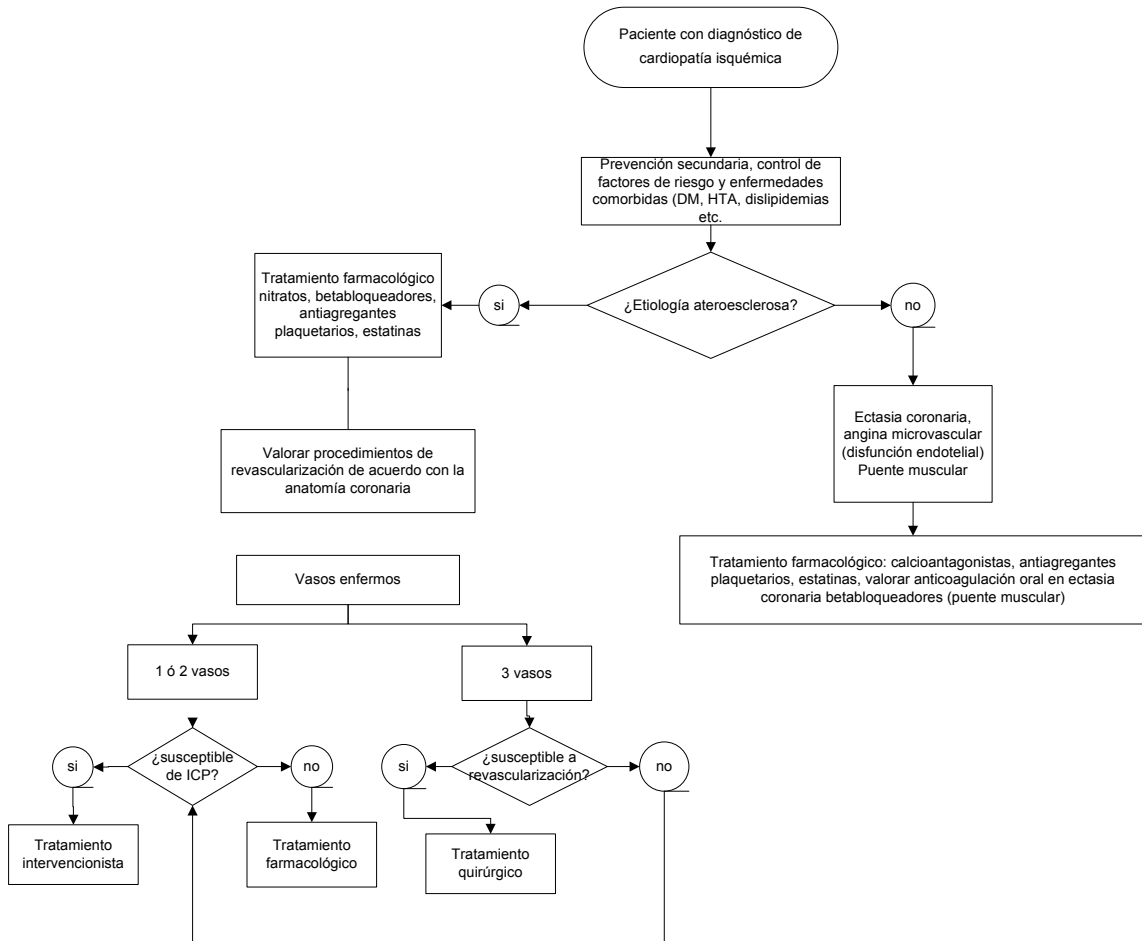 Paciente con diagnóstico de
cardiopatía isquémica
Prevención secundaria, control de
factores de riesgo y enfermedades
comorbidas (DM, HTA, dislipidemias
etc.
¿Etiología ateroesclerosa?
si
no
Tratamiento farmacológico
nitratos, betabloqueadores,
antiagregantes
plaquetarios, estatinas
Valorar procedimientos de
revascularización de acuerdo con la
anatomía coronaria
Ectasia coronaria,
angina microvascular
(disfunción endotelial)
Puente muscular
Tratamiento farmacológico: calcioantagonistas, antiagregantes
plaquetarios, estatinas, valorar anticoagulación oral en ectasia
coronaria betabloqueadores (puente muscular)
Vasos enfermos
1 ó 2 vasos
3 vasos
si
¿susceptible
de ICP?
no
si
¿susceptible a
revascularización?
no
Tratamiento
intervencionista
Tratamiento
farmacológico
Tratamiento
quirúrgico